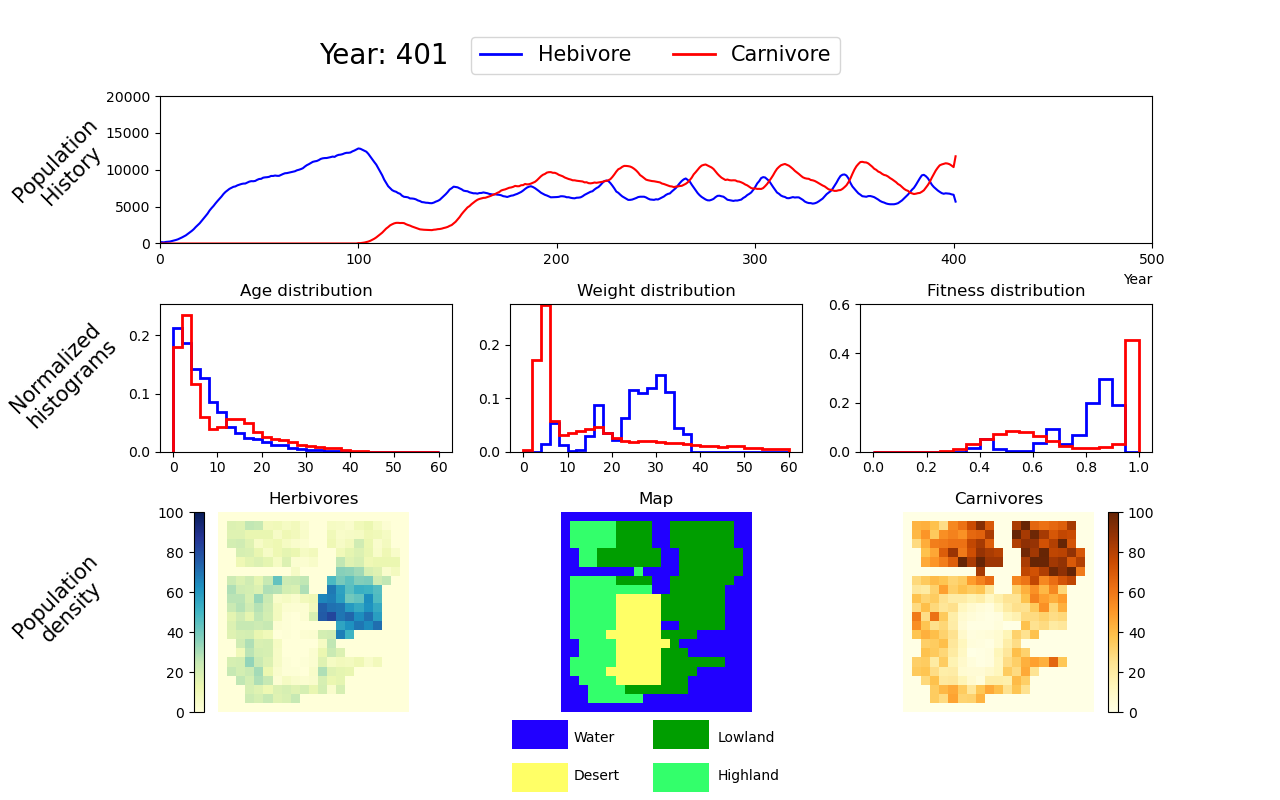 Year: 401
Hebivore
Carnivore
Population
History
20000
15000
10000
5000
0
0 100 200 300 400 500
Year
Normalized
histograms
Age distribution
0.2
0.1
0.0
0 10 20 30 40 50 60
Weight distribution
0.2
0.1
0.0
0 10 20 30 40 50 60
Fitness distribution
0.6
0.4
0.2
0.0
0.0 0.2 0.4 0.6 0.8 1.0
Population
density
Herbivores
100
80
60
40
20
0
Map
Carnivores
100
80
60
40
20
0
Water
Lowland
Desert
Highland